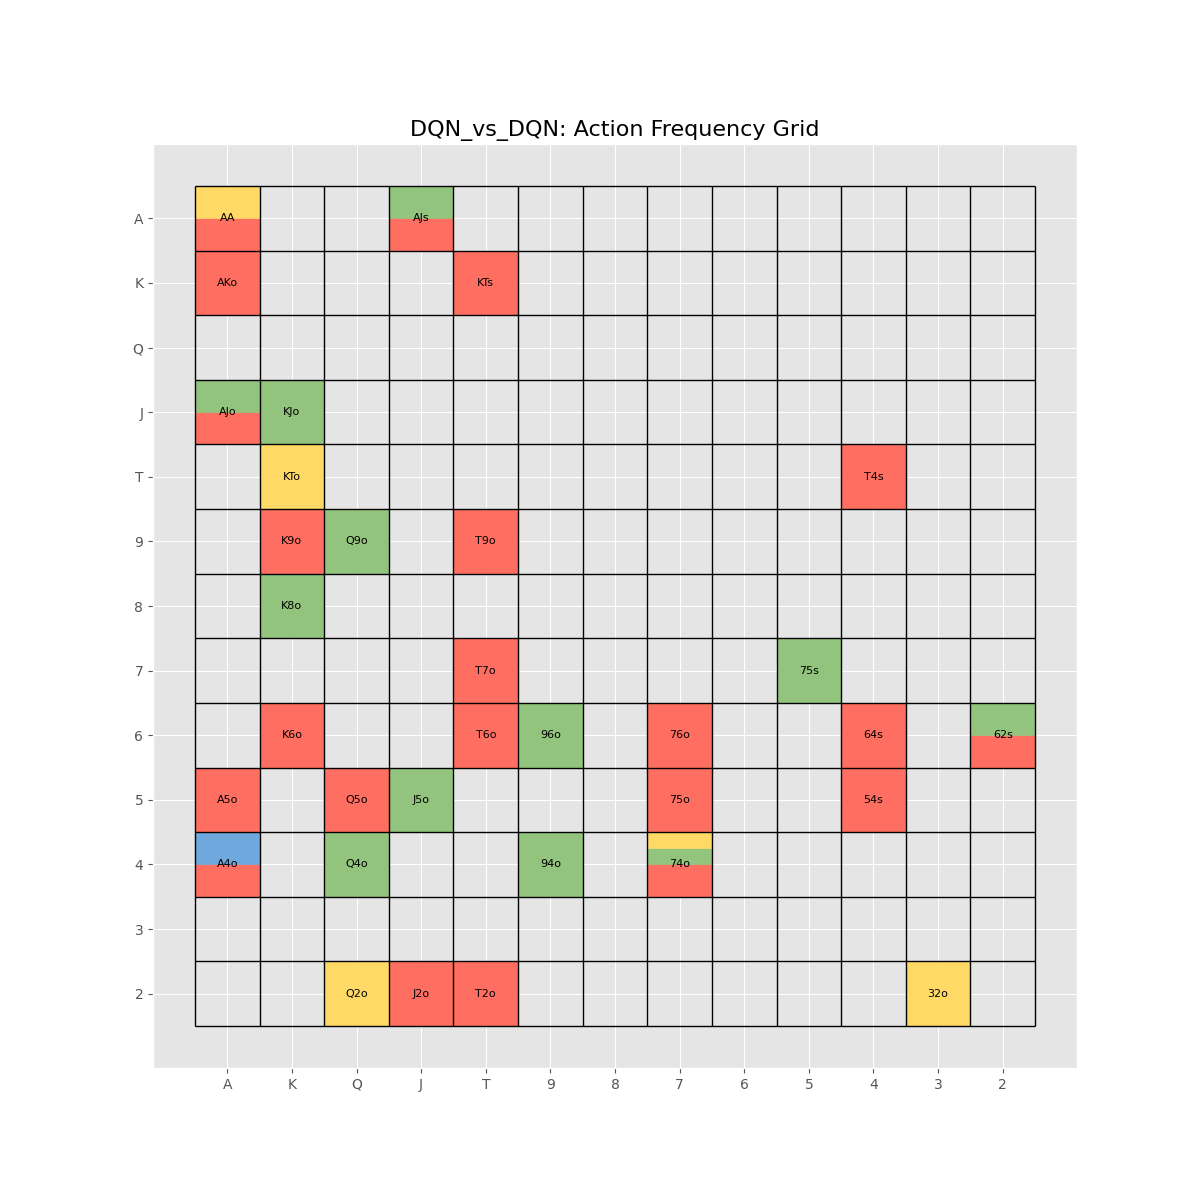 DQN_vs_DQN: Action Frequency Grid
A AA AJs
K AKo KTs
Q
J AJo KJo
T KTo T4s
9 K9o Q9o T9o
8 K8o
7 T7o 75s
6 K6o T6o 96o 76o 64s 62s
5 A5o Q5o J5o 75o 54s
4 A4o Q4o 94o 74o
3
2 Q2o J2o T2o 32o
A K Q J T 9 8 7 6 5 4 3 2